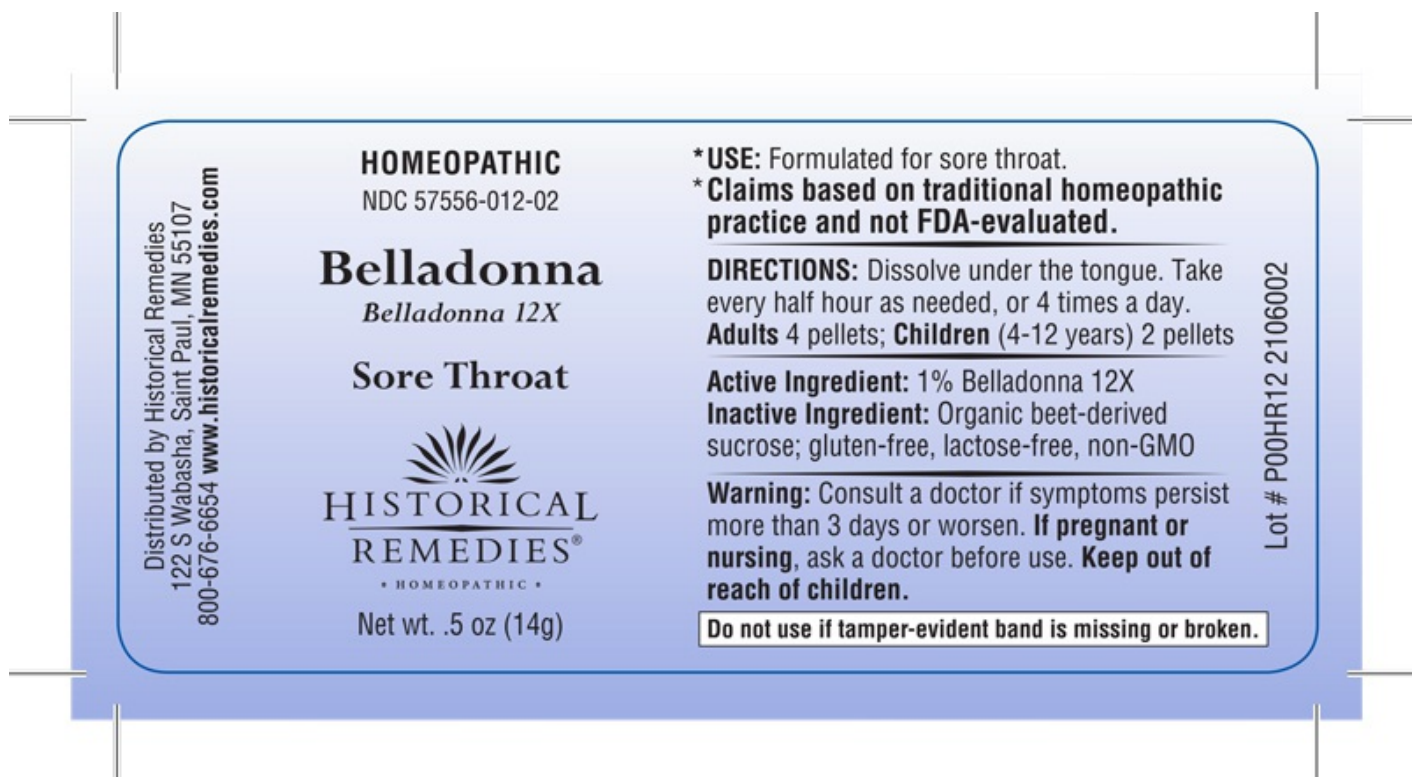 Distributed by Historical Remedies
122 S Wabasha, Saint Paul, MN 55107
800-676-6654 www.historicalremedies.com
HOMEOPATHIC
NDC 57556-012-02
Belladonna
Belladonna 12X
Sore Throat
HISTORICAL
REMEDIES®
• HOMEOPATHIC •
Net wt. .5 oz (14g)
*USE: Formulated for sore throat.
*Claims based on traditional homeopathic
practice and not FDA-evaluated.
DIRECTIONS: Dissolve under the tongue. Take
every half hour as needed, or 4 times a day.
Adults 4 pellets; Children (4-12 years) 2 pellets
Active Ingredient: 1% Belladonna 12X
Inactive Ingredient: Organic beet-derived
sucrose; gluten-free, lactose-free, non-GMO
Warning: Consult a doctor if symptoms persist
more than 3 days or worsen. If pregnant or
nursing, ask a doctor before use. Keep out of
reach of children.
Do not use if tamper-evident band is missing or broken.
Lot # P00HR12 2106002